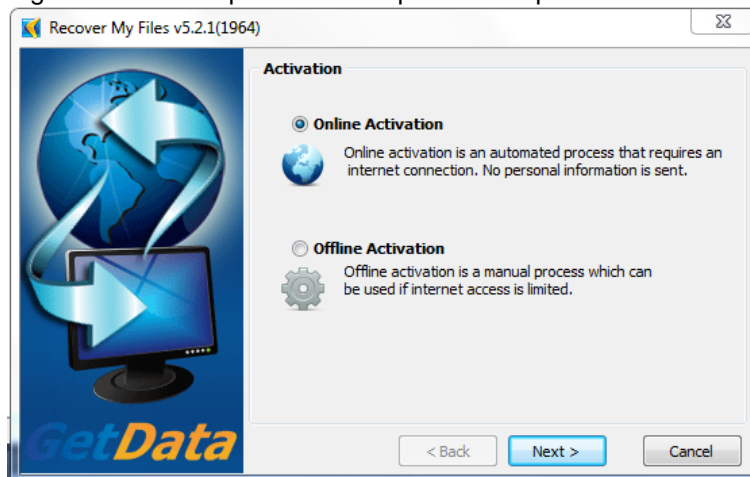 Recover My Files v5.2.1(1964)
Activation
Online Activation
Online activation is an automated process that requires an
internet connection. No personal information is sent.
Offline Activation
Offline activation is a manual process which can
be used if internet access is limited.
GetData
< Back
Next >
Cancel